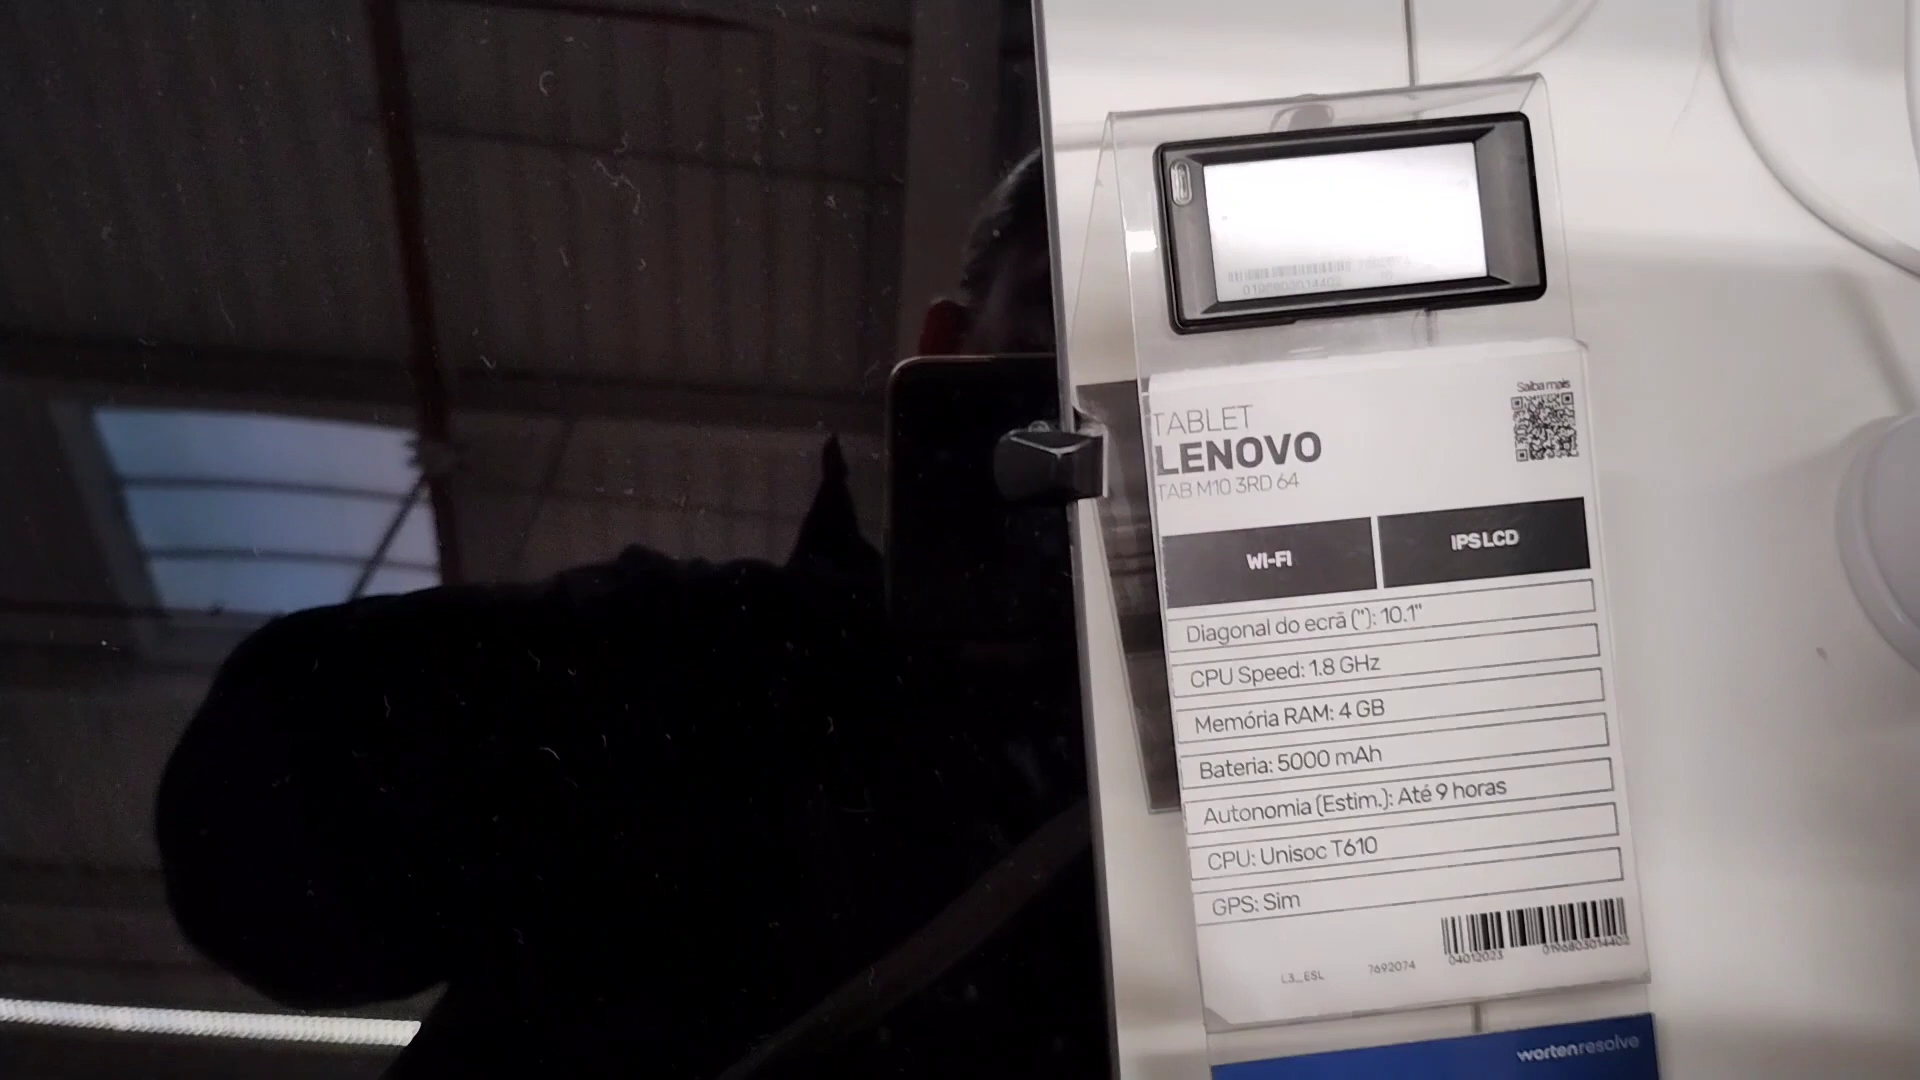 0196803014402
Saiba mais
TABLET
LENOVO
TAB M10 3RD 64
WI-FI
IPS LCD
Diagonal do ecrã ("): 10.1"
CPU Speed: 1.8 GHz
Memória RAM: 4 GB
Bateria: 5000 mAh
Autonomia (Estim.): Até 9 horas
CPU: Unisoc T610
GPS: Sim
L3_ESL
7692074
04012023
0196803014402
wortenresolve